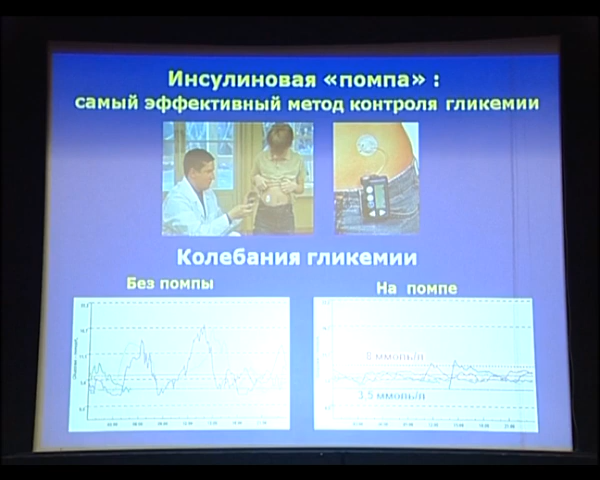 Инсулиновая «помпа» :
самый эффективный метод контроля гликемии
Колебания гликемии
Без помпы
На помпе
8 ммоль/л
3,5 ммоль/л